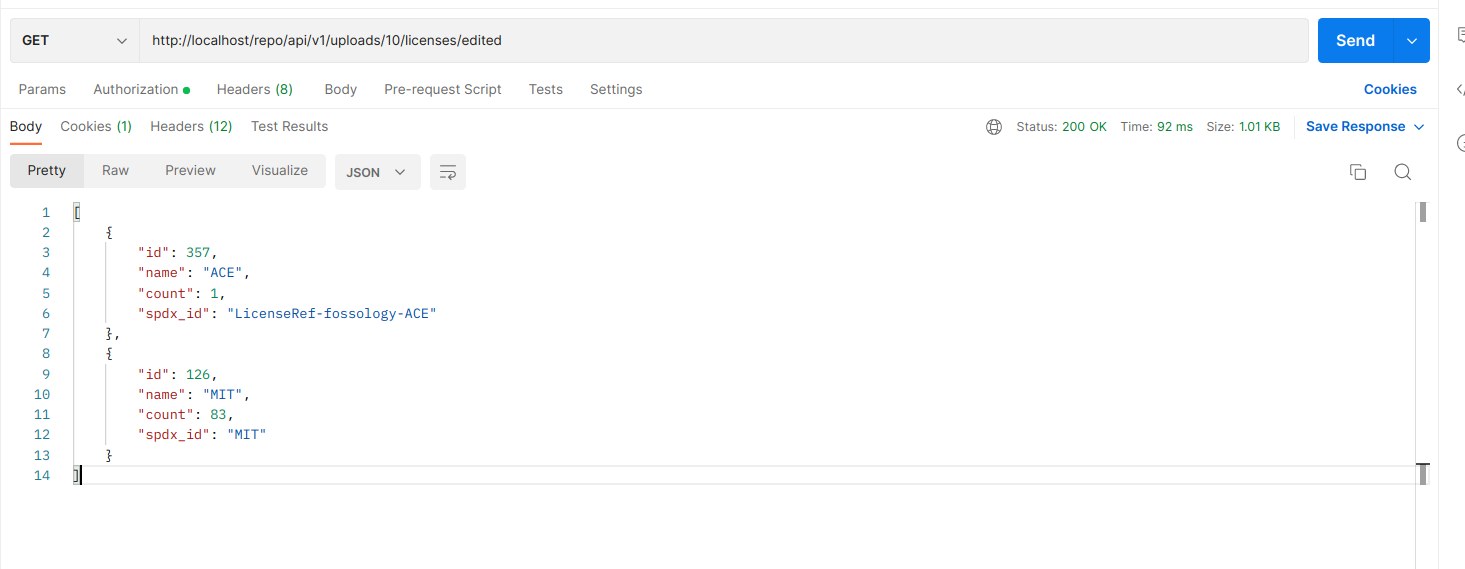 GET http://localhost/repo/api/v1/uploads/10/licenses/edited Send
Params Authorization Headers (8) Body Pre-request Script Tests Settings Cookies
Body Cookies (1) Headers (12) Test Results Status: 200 OK Time: 92 ms Size: 1.01 KB Save Response
Pretty Raw Preview Visualize JSON
1 [
2 {
3 "id": 357,
4 "name": "ACE",
5 "count": 1,
6 "spdx_id": "LicenseRef-fossology-ACE"
7 },
8 {
9 "id": 126,
10 "name": "MIT",
11 "count": 83,
12 "spdx_id": "MIT"
13 }
14 ]